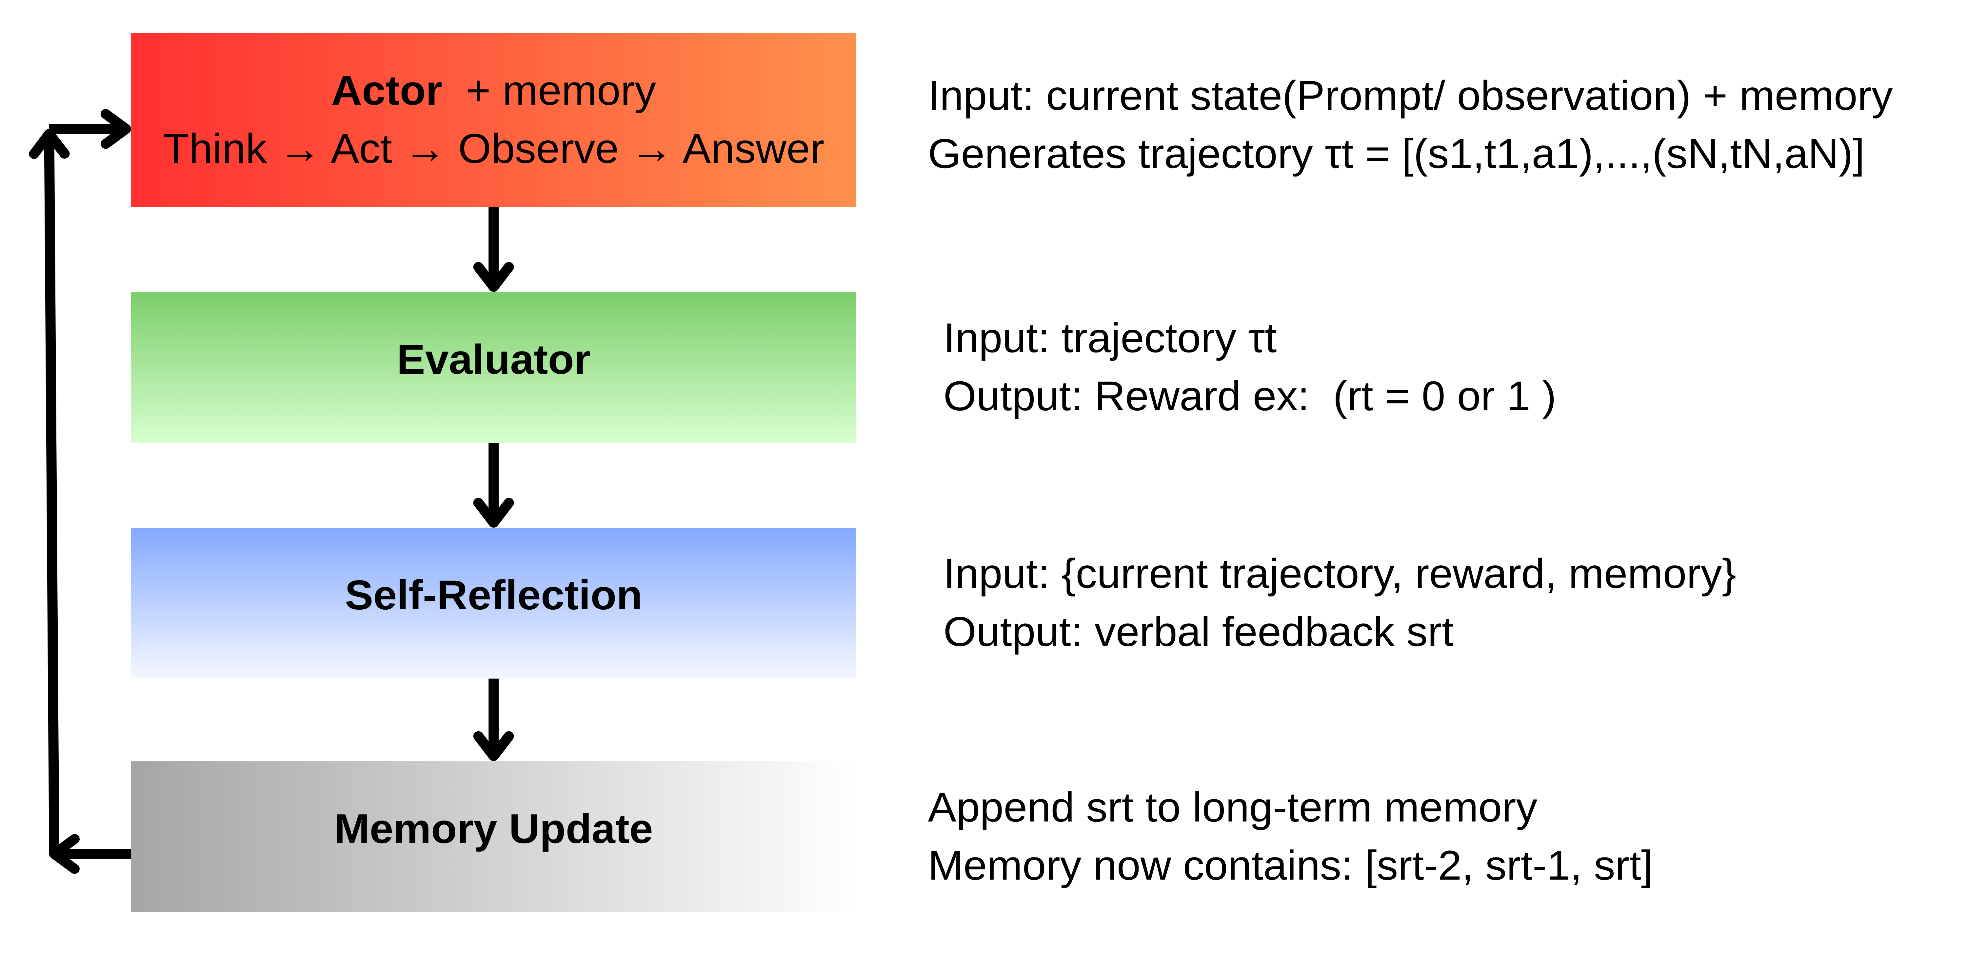 Actor + memory
Think → Act → Observe → Answer
Input: current state(Prompt/ observation) + memory
Generates trajectory τt = [(s1,t1,a1),...,(sN,tN,aN)]
Evaluator
Input: trajectory τt
Output: Reward ex: (rt = 0 or 1 )
Self-Reflection
Input: {current trajectory, reward, memory}
Output: verbal feedback srt
Memory Update
Append srt to long-term memory
Memory now contains: [srt-2, srt-1, srt]